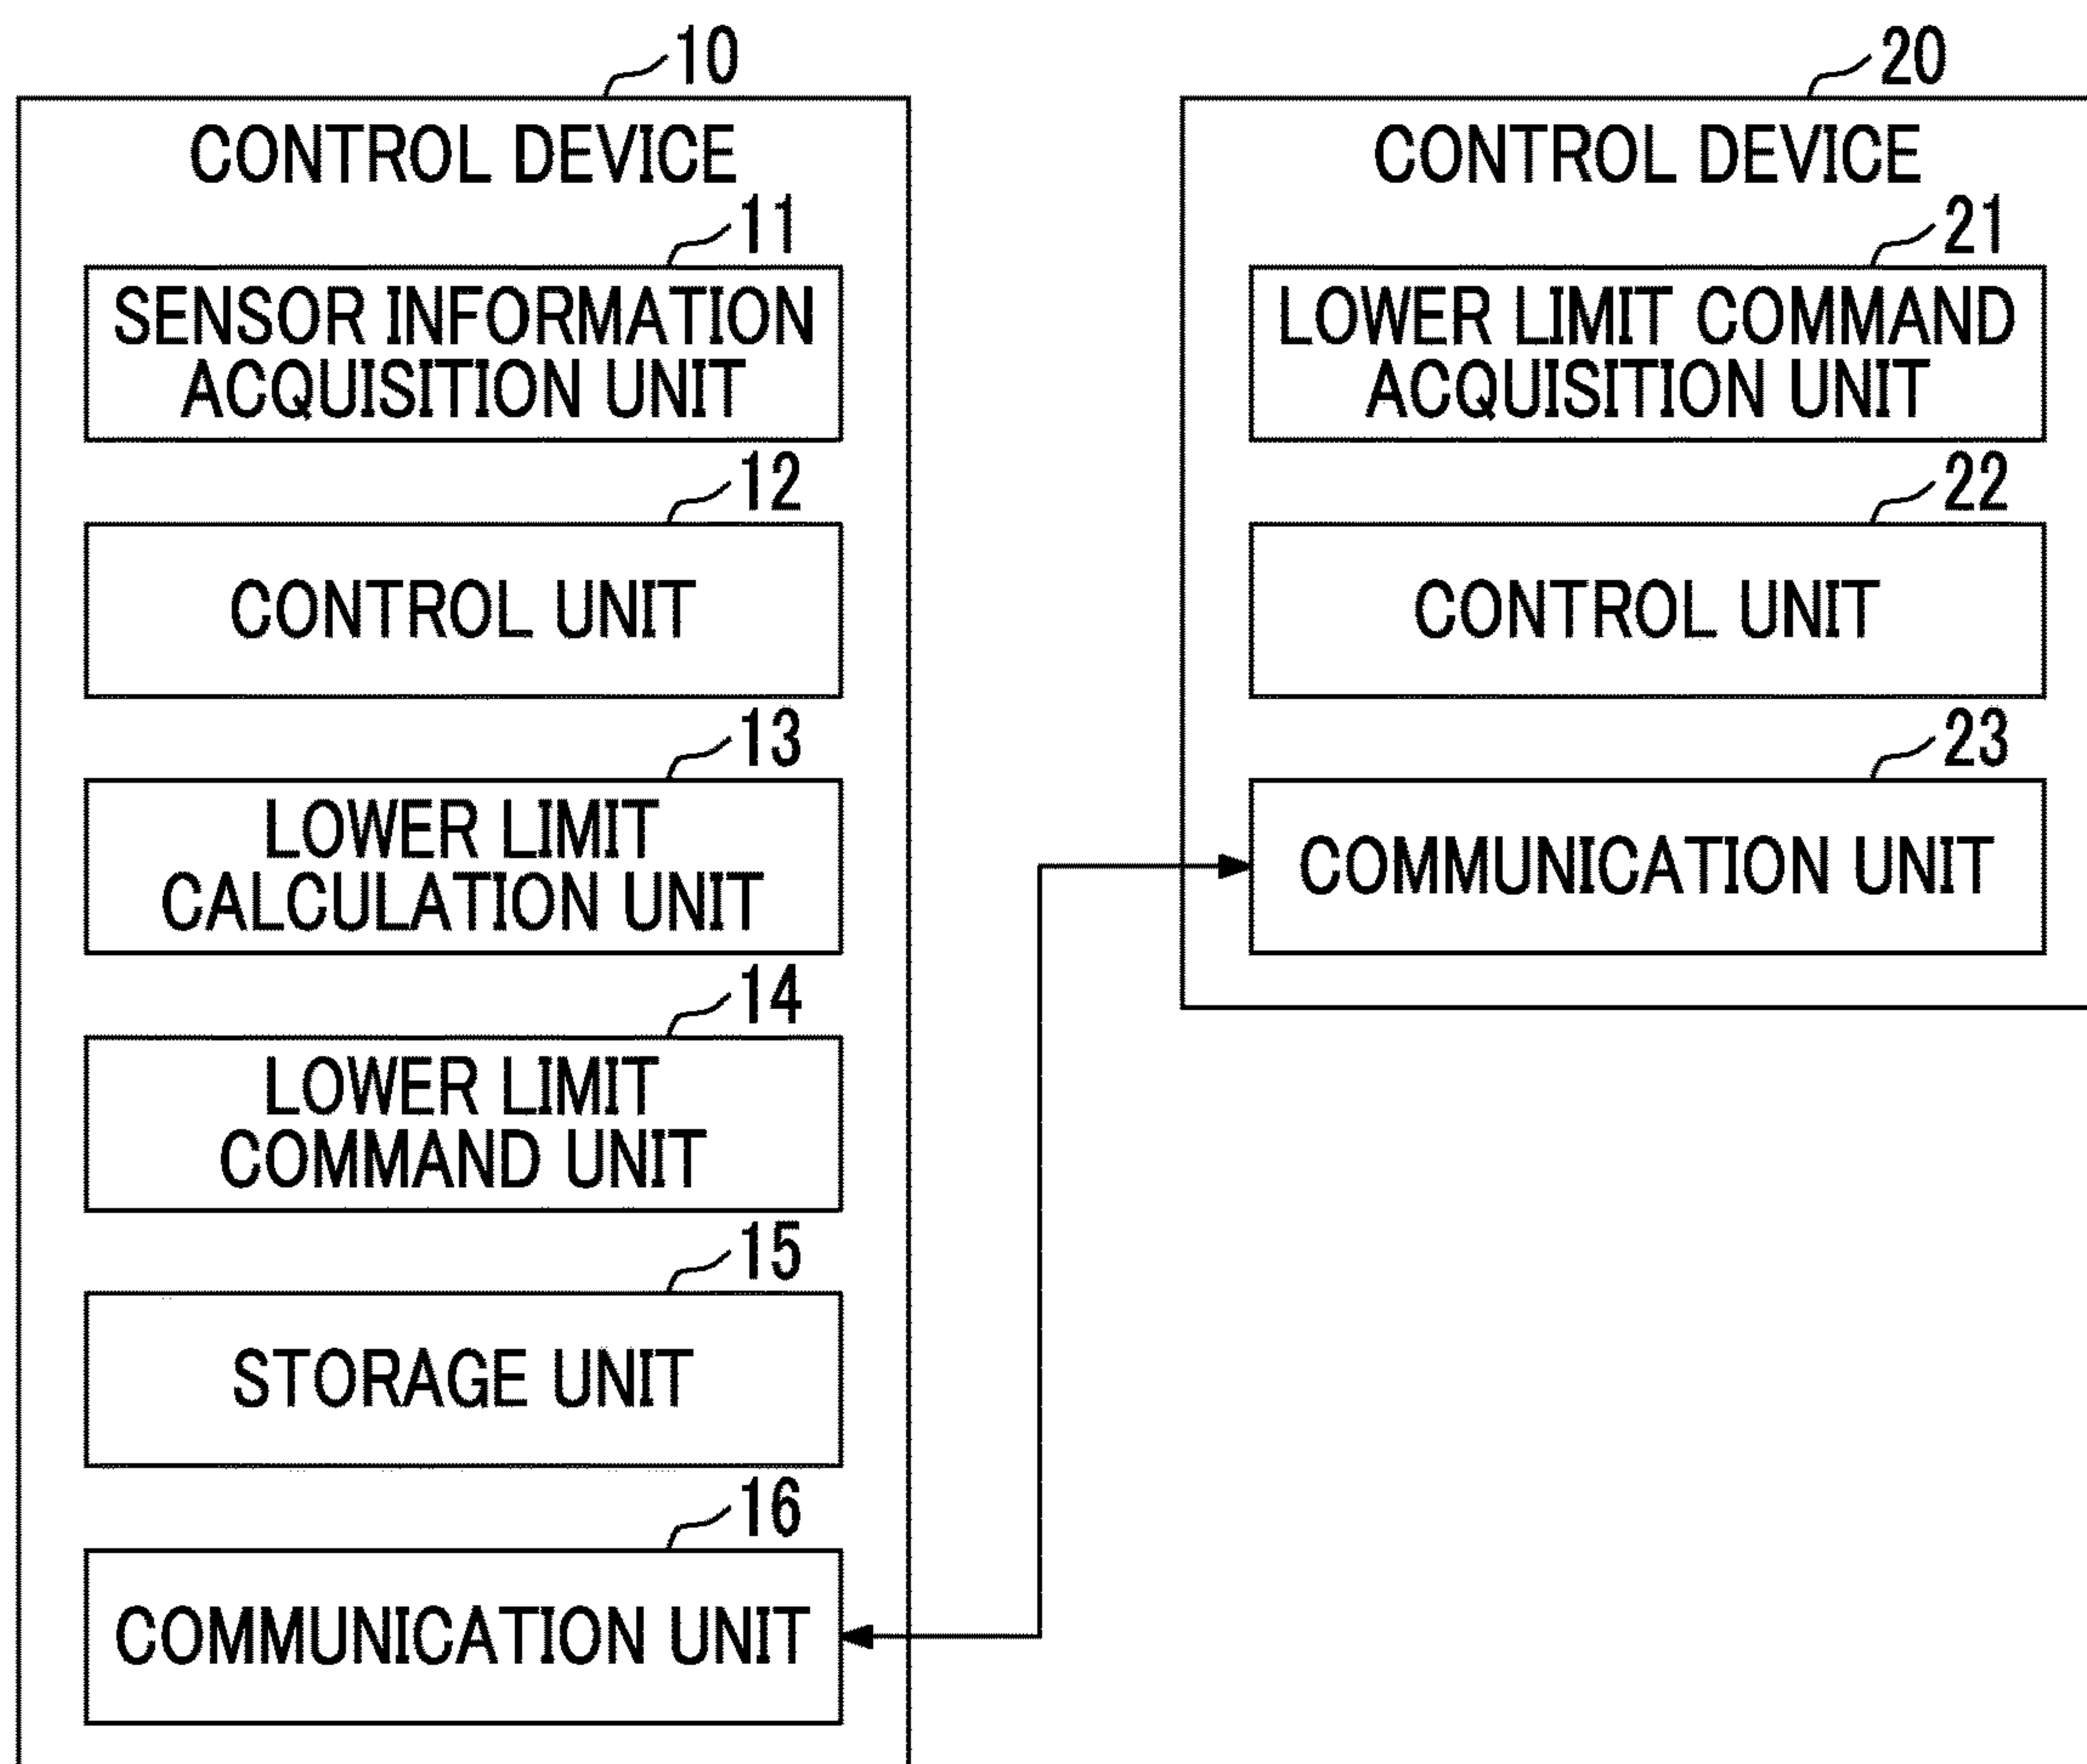 10
CONTROL DEVICE
11
SENSOR INFORMATION
ACQUISITION UNIT
12
CONTROL UNIT
13
LOWER LIMIT
CALCULATION UNIT
14
LOWER LIMIT
COMMAND UNIT
15
STORAGE UNIT
16
COMMUNICATION UNIT
20
CONTROL DEVICE
21
LOWER LIMIT COMMAND
ACQUISITION UNIT
22
CONTROL UNIT
23
COMMUNICATION UNIT